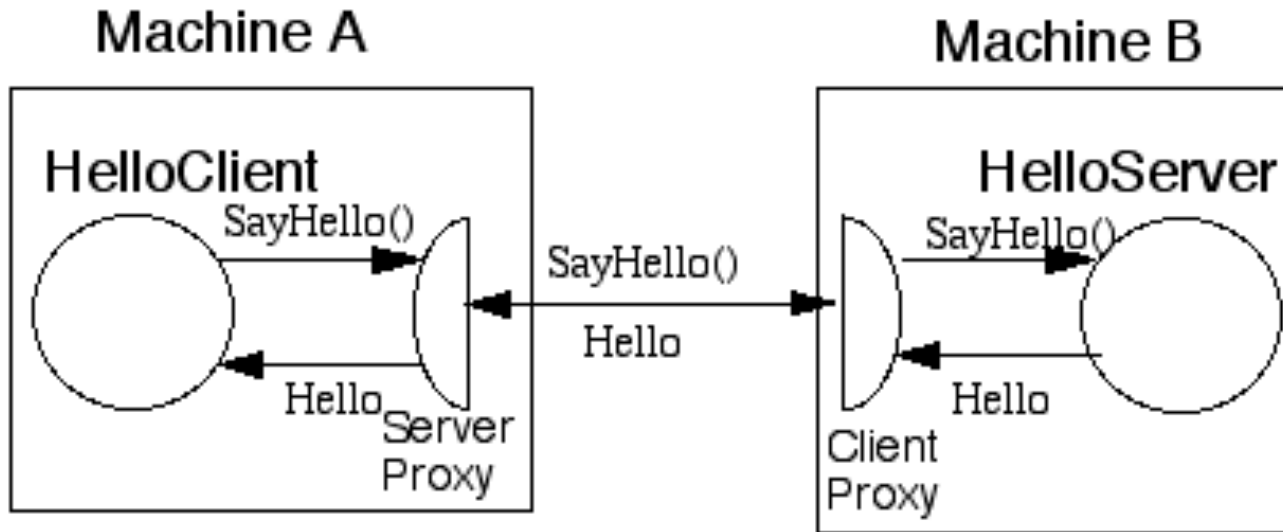 Machine A
HelloClient
SayHello()
Hello
Server
Proxy
SayHello()
Hello
Machine B
HelloServer
SayHello()
Hello
Client
Proxy